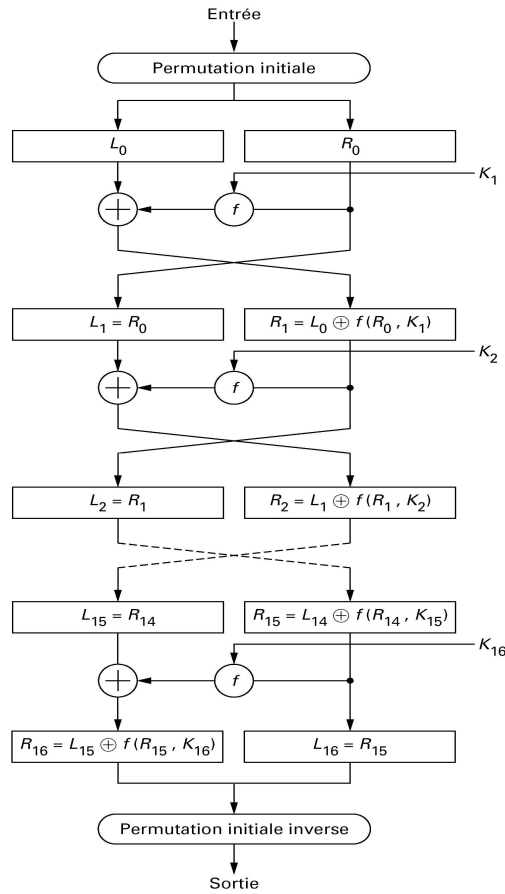 Entrée
Permutation initiale
L₀
R₀
K₁
f
L₁ = R₀
R₁ = L₀ ⊕ f (R₀ , K₁)
K₂
f
L₂ = R₁
R₂ = L₁ ⊕ f (R₁ , K₂)
L₁₅ = R₁₄
R₁₅ = L₁₄ ⊕ f (R₁₄ , K₁₅)
K₁₆
f
R₁₆ = L₁₅ ⊕ f (R₁₅ , K₁₆)
L₁₆ = R₁₅
Permutation initiale inverse
Sortie